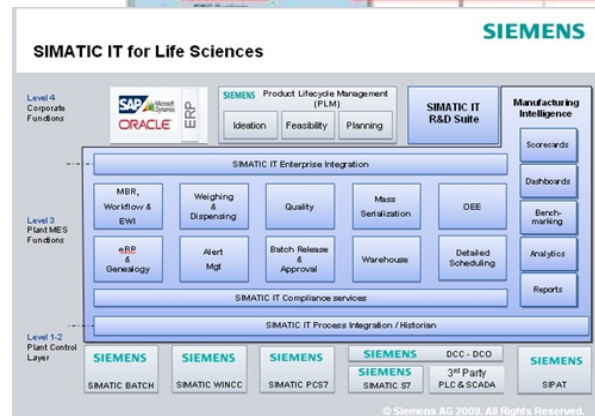 SIEMENS
SIMATIC IT for Life Sciences
Level 4
Corporate
Functions
SAP
Microsoft
Dynamics
ORACLE
ERP
SIEMENS Product Lifecycle Management
(PLM)
Ideation
Feasibility
Planning
SIMATIC IT
R&D Suite
Manufacturing
Intelligence
Scorecards
Dashboards
Bench-
marking
Analytics
Reports
SIMATIC IT Enterprise Integration
Level 3
Plant MES
Functions
MBR,
Workflow &
EWI
Weighing
&
Dispensing
Quality
Mass
Serialization
OEE
eBR
&
Genealogy
Alert
Mgt
Batch Release
&
Approval
Warehouse
Detailed
Scheduling
SIMATIC IT Compliance services
SIMATIC IT Process Integration / Historian
Level 1-2
Plant Control
Layer
SIEMENS
SIMATIC BATCH
SIEMENS
SIMATIC WINCC
SIEMENS
SIMATIC PCS7
SIEMENS DCC - DCO
SIEMENS
SIMATIC S7
3rd Party
PLC & SCADA
SIEMENS
SIPAT
© Siemens AG 2009. All Rights Reserved.